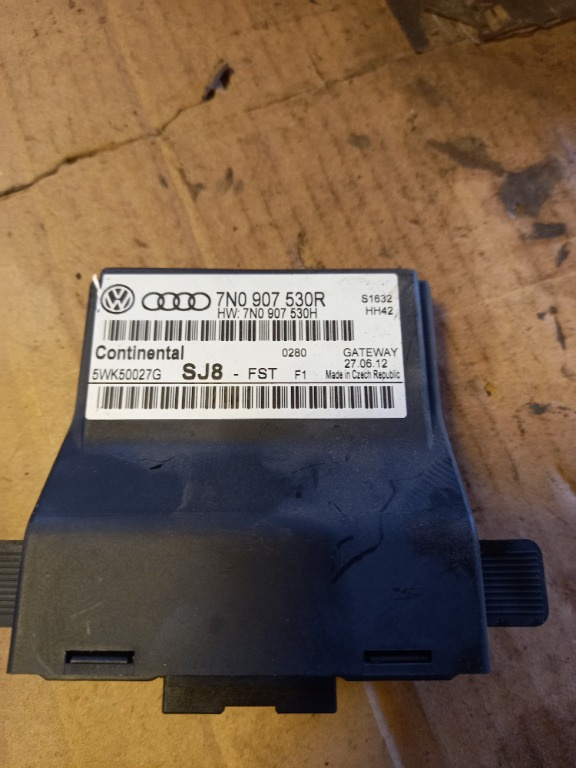 7N0 907 530R S1632
HW: 7N0 907 530H HH42
Continental 0280 GATEWAY
27.06.12
5WK50027G SJ8 - FST F1 Made in Czech Republic